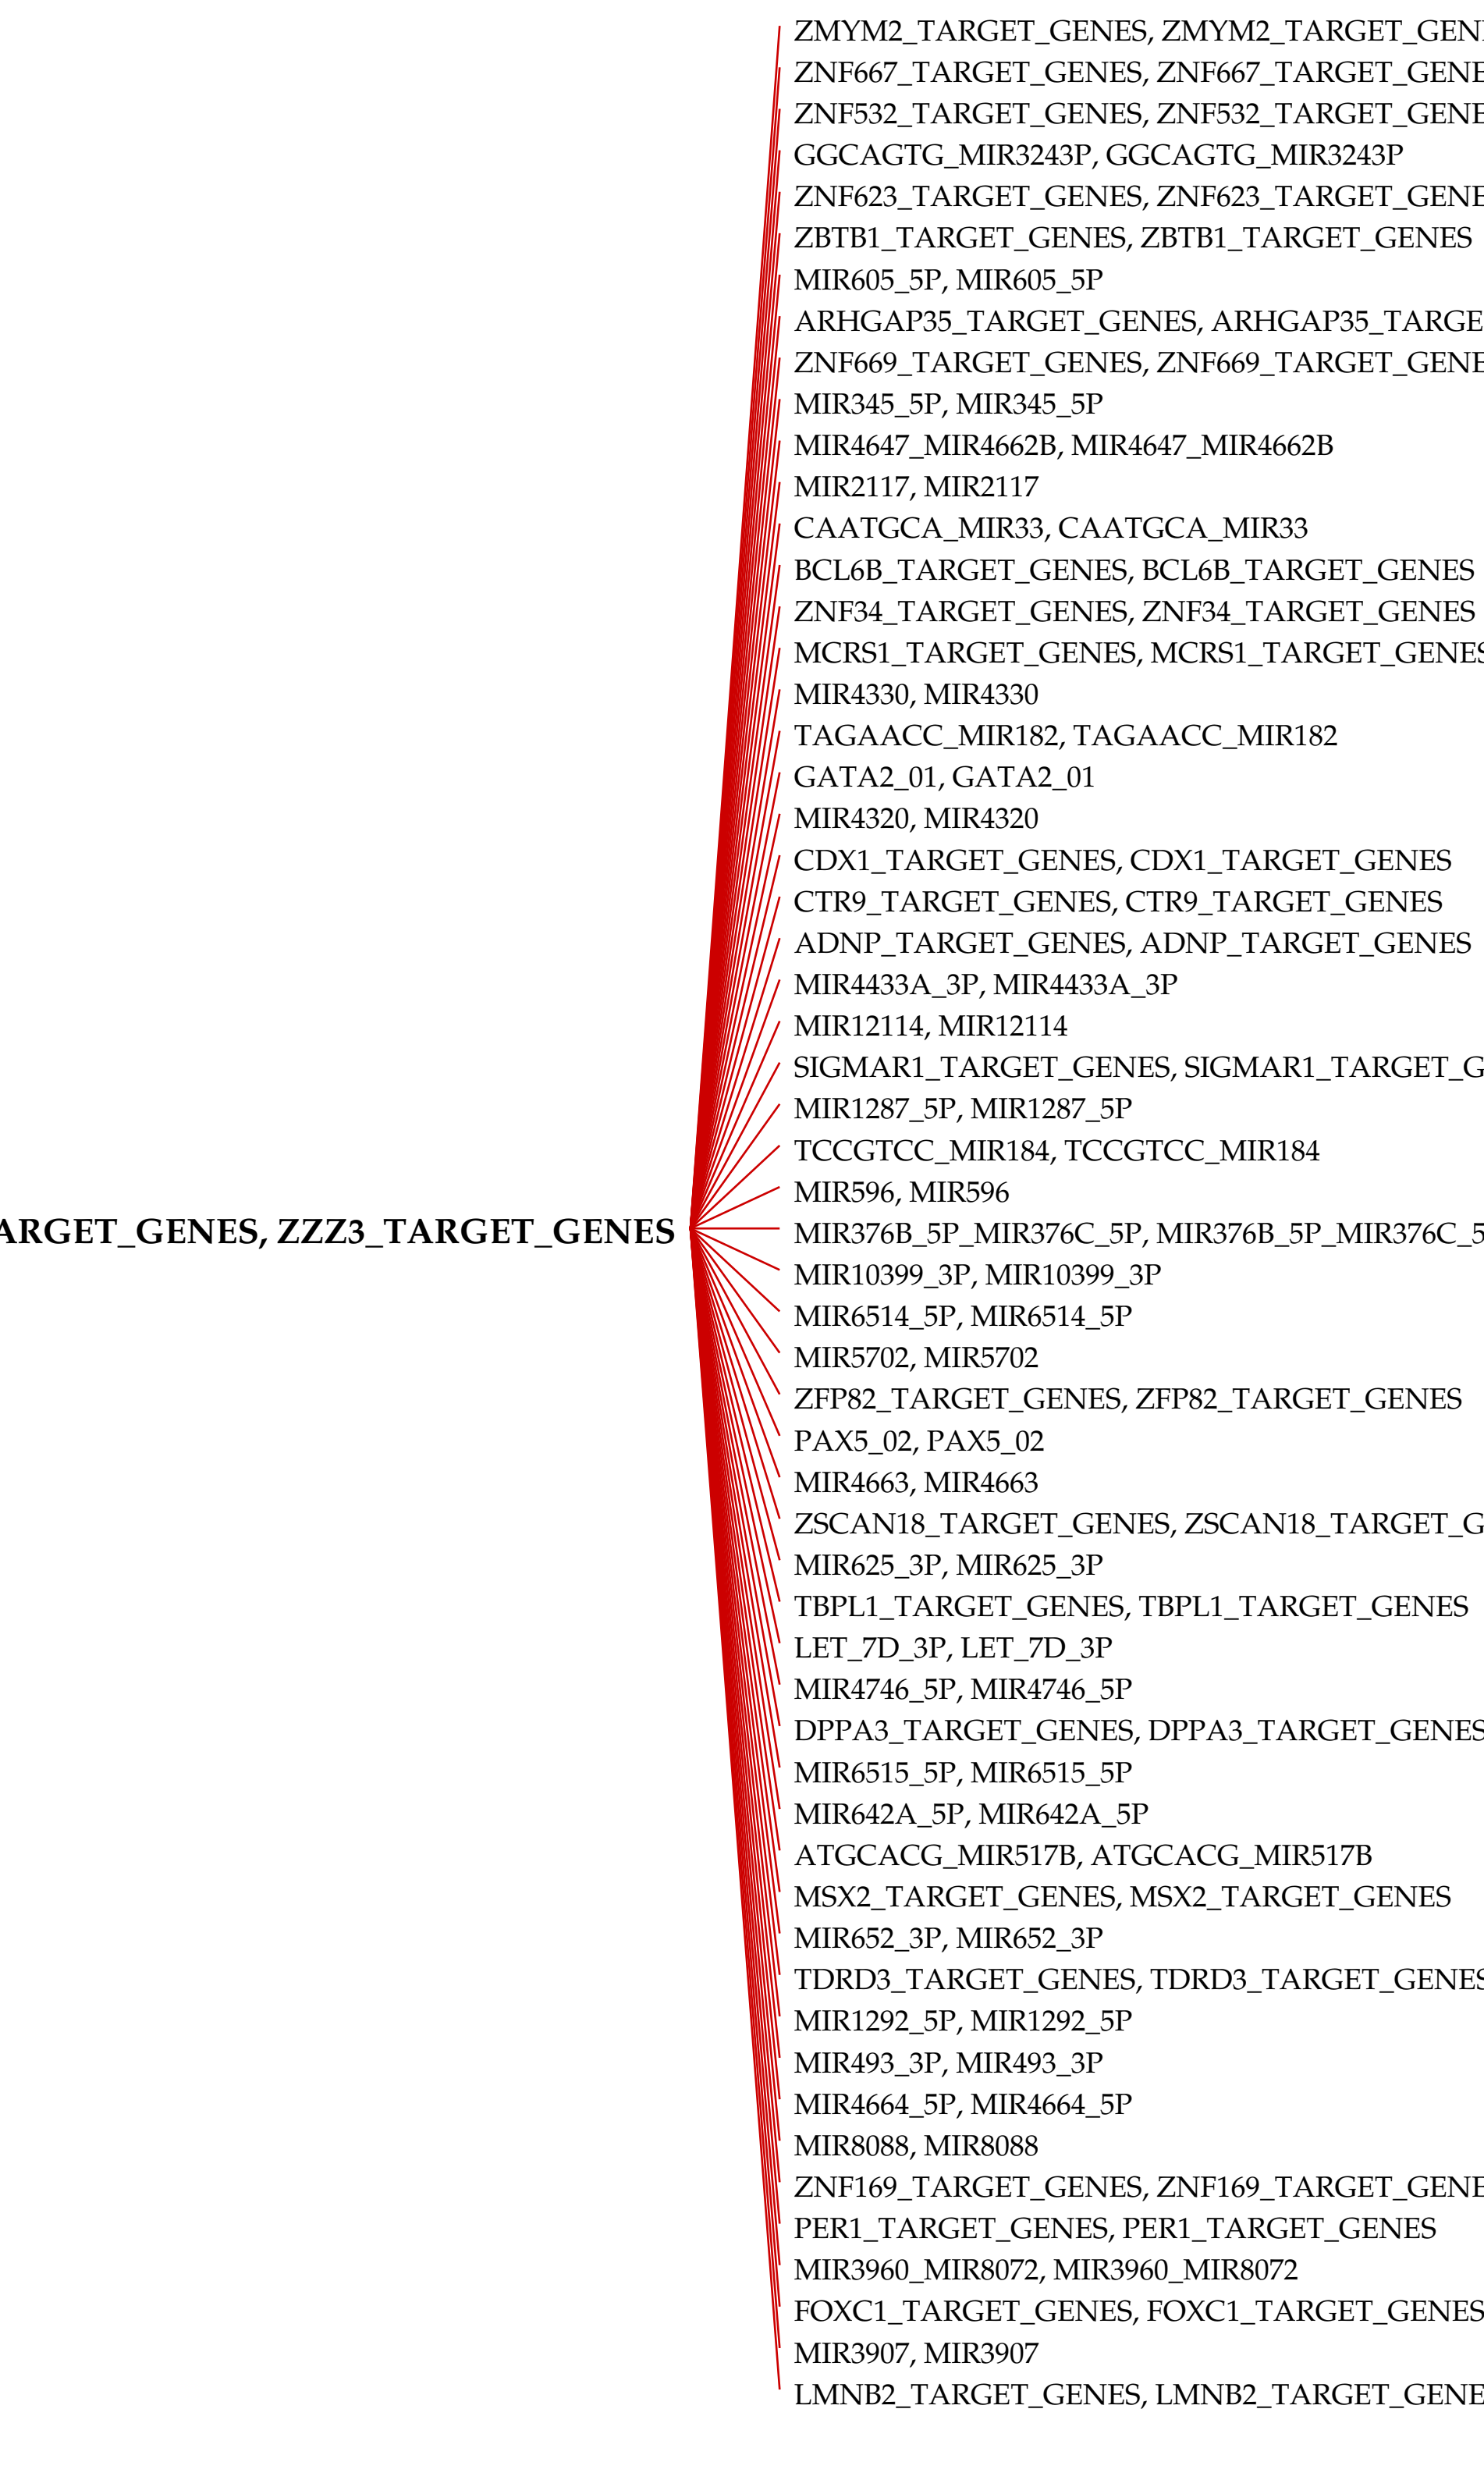 ZMYM2_TARGET_GENES, ZMYM2_TARGET_GEN
ZNF667_TARGET_GENES, ZNF667_TARGET_GENE
ZNF532_TARGET_GENES, ZNF532_TARGET_GENE
GGCAGTG_MIR3243P, GGCAGTG_MIR3243P
ZNF623_TARGET_GENES, ZNF623_TARGET_GENE
ZBTB1_TARGET_GENES, ZBTB1_TARGET_GENES
MIR605_5P, MIR605_5P
ARHGAP35_TARGET_GENES, ARHGAP35_TARGE
ZNF669_TARGET_GENES, ZNF669_TARGET_GENE
MIR345_5P, MIR345_5P
MIR4647_MIR4662B, MIR4647_MIR4662B
MIR2117, MIR2117
CAATGCA_MIR33, CAATGCA_MIR33
BCL6B_TARGET_GENES, BCL6B_TARGET_GENES
ZNF34_TARGET_GENES, ZNF34_TARGET_GENES
MCRS1_TARGET_GENES, MCRS1_TARGET_GENES
MIR4330, MIR4330
TAGAACC_MIR182, TAGAACC_MIR182
GATA2_01, GATA2_01
MIR4320, MIR4320
CDX1_TARGET_GENES, CDX1_TARGET_GENES
CTR9_TARGET_GENES, CTR9_TARGET_GENES
ADNP_TARGET_GENES, ADNP_TARGET_GENES
MIR4433A_3P, MIR4433A_3P
MIR12114, MIR12114
SIGMAR1_TARGET_GENES, SIGMAR1_TARGET_G
MIR1287_5P, MIR1287_5P
TCCGTCC_MIR184, TCCGTCC_MIR184
MIR596, MIR596
ARGET_GENES, ZZZ3_TARGET_GENES
MIR376B_5P_MIR376C_5P, MIR376B_5P_MIR376C_5
MIR10399_3P, MIR10399_3P
MIR6514_5P, MIR6514_5P
MIR5702, MIR5702
ZFP82_TARGET_GENES, ZFP82_TARGET_GENES
PAX5_02, PAX5_02
MIR4663, MIR4663
ZSCAN18_TARGET_GENES, ZSCAN18_TARGET_G
MIR625_3P, MIR625_3P
TBPL1_TARGET_GENES, TBPL1_TARGET_GENES
LET_7D_3P, LET_7D_3P
MIR4746_5P, MIR4746_5P
DPPA3_TARGET_GENES, DPPA3_TARGET_GENES
MIR6515_5P, MIR6515_5P
MIR642A_5P, MIR642A_5P
ATGCACG_MIR517B, ATGCACG_MIR517B
MSX2_TARGET_GENES, MSX2_TARGET_GENES
MIR652_3P, MIR652_3P
TDRD3_TARGET_GENES, TDRD3_TARGET_GENES
MIR1292_5P, MIR1292_5P
MIR493_3P, MIR493_3P
MIR4664_5P, MIR4664_5P
MIR8088, MIR8088
ZNF169_TARGET_GENES, ZNF169_TARGET_GENE
PER1_TARGET_GENES, PER1_TARGET_GENES
MIR3960_MIR8072, MIR3960_MIR8072
FOXC1_TARGET_GENES, FOXC1_TARGET_GENES
MIR3907, MIR3907
LMNB2_TARGET_GENES, LMNB2_TARGET_GENE